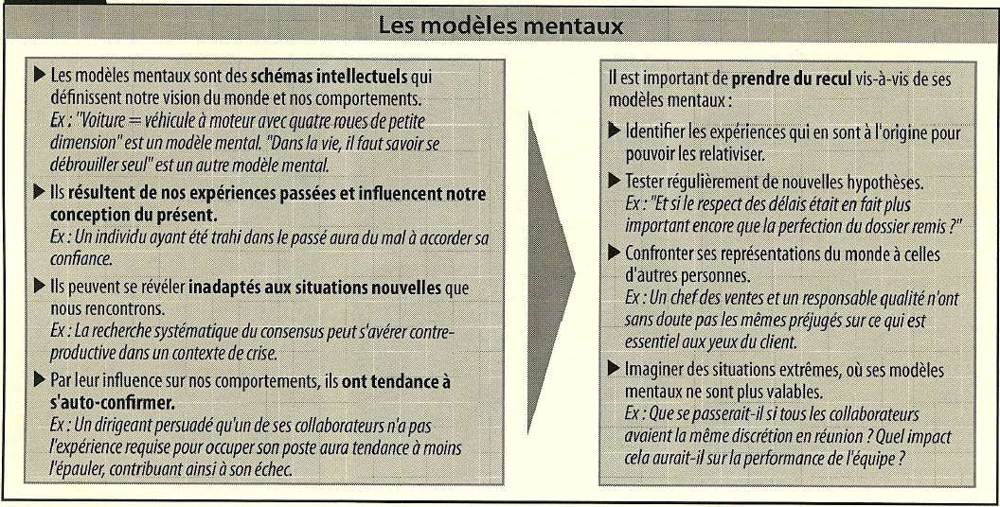 Les modèles mentaux
▶ Les modèles mentaux sont des schémas intellectuels qui
définissent notre vision du monde et nos comportements.
Ex : "Voiture = véhicule à moteur avec quatre roues de petite
dimension" est un modèle mental. "Dans la vie, il faut savoir se
débrouiller seul" est un autre modèle mental.
▶ Ils résultent de nos expériences passées et influencent notre
conception du présent.
Ex : Un individu ayant été trahi dans le passé aura du mal à accorder sa
confiance.
▶ Ils peuvent se révéler inadaptés aux situations nouvelles que
nous rencontrons.
Ex : La recherche systématique du consensus peut s'avérer contre-
productive dans un contexte de crise.
▶ Par leur influence sur nos comportements, ils ont tendance à
s'auto-confirmer.
Ex : Un dirigeant persuadé qu'un de ses collaborateurs n'a pas
l'expérience requise pour occuper son poste aura tendance à moins
l'épauler, contribuant ainsi à son échec.
Il est important de prendre du recul vis-à-vis de ses
modèles mentaux :
▶ Identifier les expériences qui en sont à l'origine pour
pouvoir les relativiser.
▶ Tester régulièrement de nouvelles hypothèses.
Ex : "Et si le respect des délais était en fait plus
important encore que la perfection du dossier remis ?"
▶ Confronter ses représentations du monde à celles
d'autres personnes.
Ex : Un chef des ventes et un responsable qualité n'ont
sans doute pas les mêmes préjugés sur ce qui est
essentiel aux yeux du client.
▶ Imaginer des situations extrêmes, où ses modèles
mentaux ne sont plus valables.
Ex : Que se passerait-il si tous les collaborateurs
avaient la même discrétion en réunion ? Quel impact
cela aurait-il sur la performance de l'équipe ?